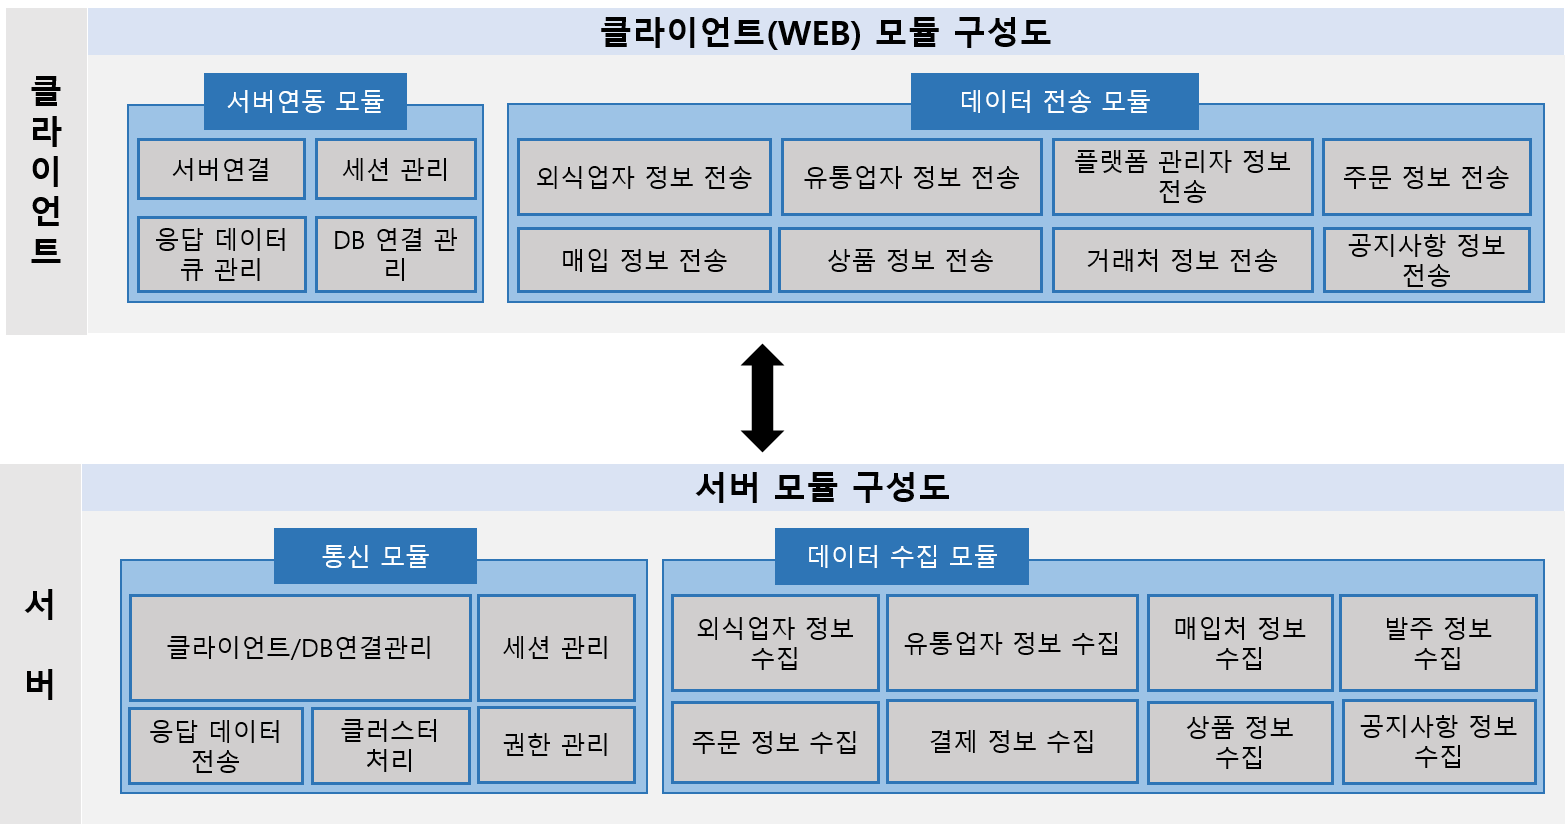 클라이언트
클라이언트(WEB) 모듈 구성도
서버연동 모듈
서버연결
세션 관리
응답 데이터
큐 관리
DB 연결 관
리
데이터 전송 모듈
외식업자 정보 전송
유통업자 정보 전송
플랫폼 관리자 정보
전송
주문 정보 전송
매입 정보 전송
상품 정보 전송
거래처 정보 전송
공지사항 정보
전송
서버
서버 모듈 구성도
통신 모듈
클라이언트/DB연결관리
세션 관리
응답 데이터
전송
클러스터
처리
권한 관리
데이터 수집 모듈
외식업자 정보
수집
유통업자 정보 수집
매입처 정보
수집
발주 정보
수집
주문 정보 수집
결제 정보 수집
상품 정보
수집
공지사항 정보
수집